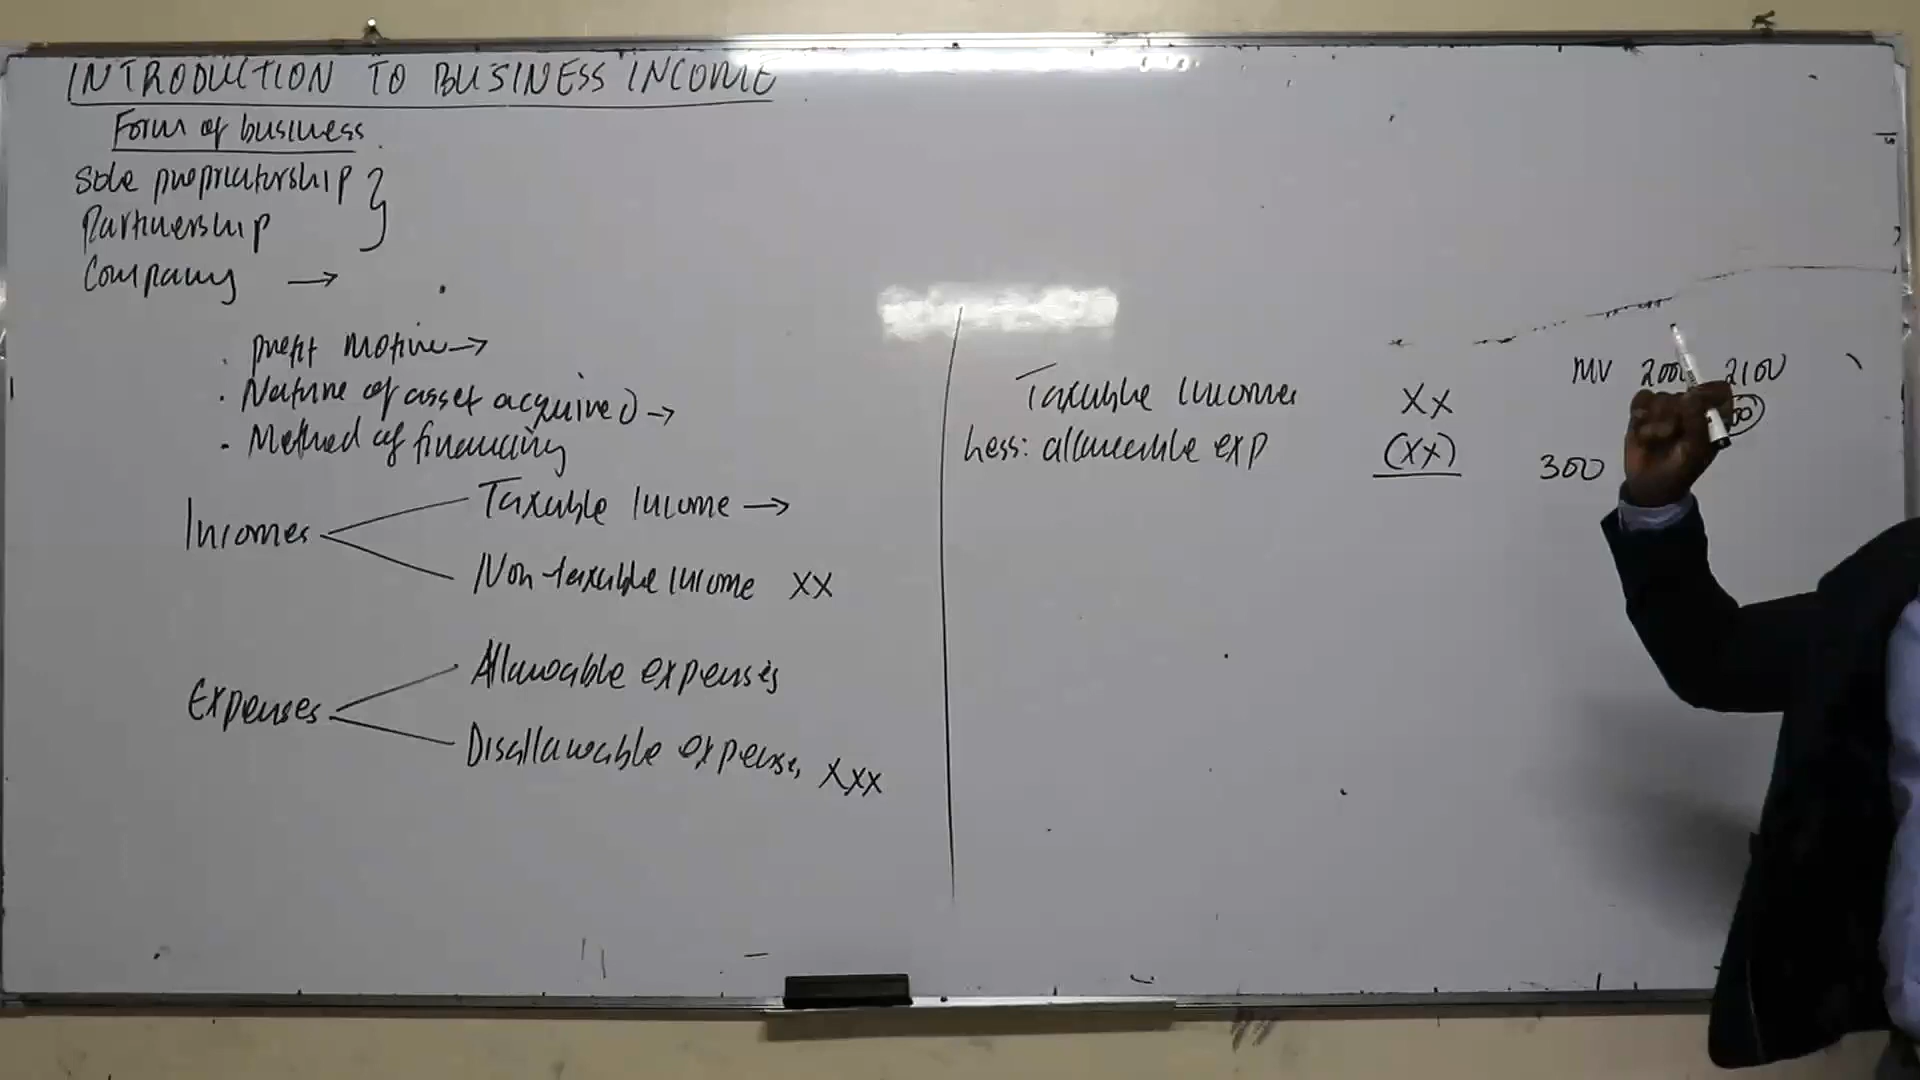 INTRODUCTION TO BUSINESS INCOME
Form of business
Sole proprietorship }
Partnership
Company →
. profit motive →
. Nature of asset acquired →
- Method of financing
Incomes
Taxable Income →
Non-taxable income XX
Expenses
Allowable expenses
Disallowable expenses XXX
Taxable Incomes XX
Less: allowable exp (XX)
MV 2000 2100
300